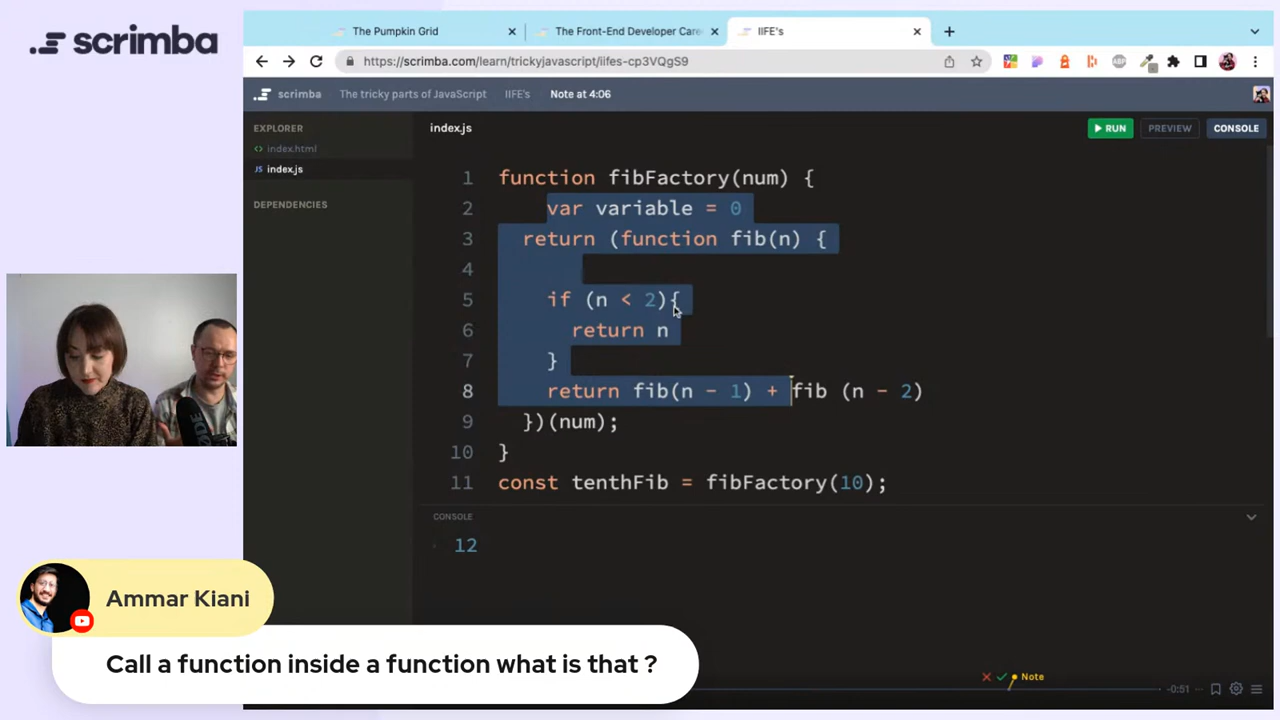 scrimba
The Pumpkin Grid
The Front-End Developer Care
IIFE's
https://scrimba.com/learn/trickyjavascript/iifes-cp3VQgS9
scrimba The tricky parts of JavaScript IIFE's Note at 4:06
EXPLORER
index.html
JS index.js
DEPENDENCIES
index.js
RUN PREVIEW CONSOLE
1 function fibFactory(num) {
2 var variable = 0
3 return (function fib(n) {
4
5 if (n < 2){
6 return n
7 }
8 return fib(n - 1) + fib (n - 2)
9 })(num);
10 }
11 const tenthFib = fibFactory(10);
CONSOLE
12
Note
-0:51
Ammar Kiani
Call a function inside a function what is that ?